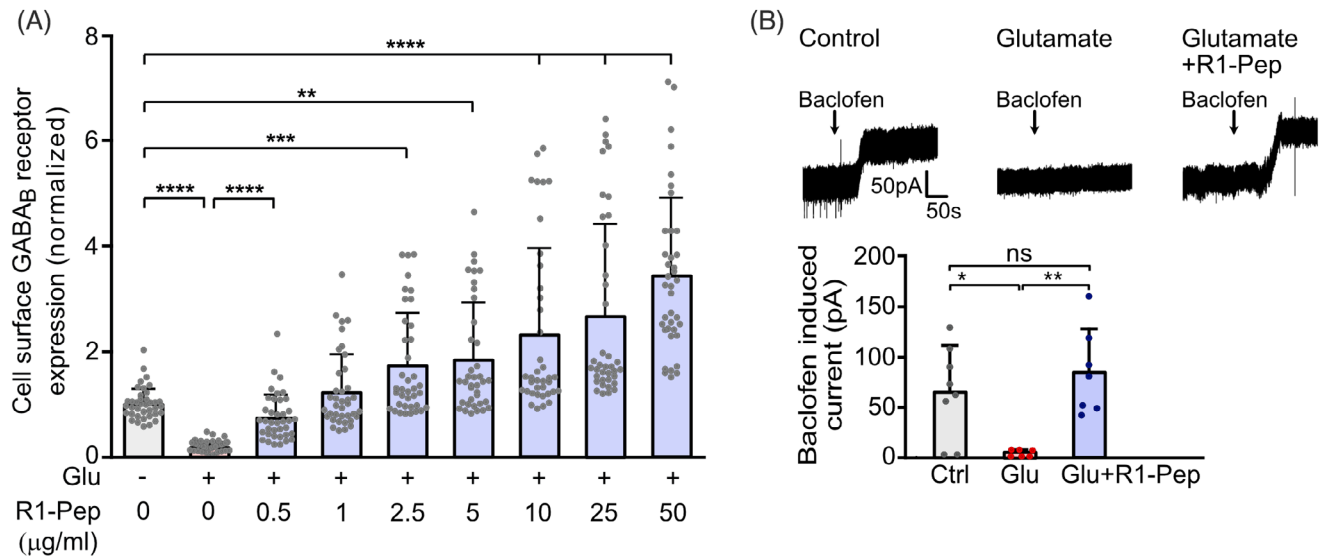 (A)
Cell surface GABAB receptor
expression (normalized)
8
6
4
2
0
****
**
***
**** ****
Glu - + + + + + + + +
R1-Pep 0 0 0.5 1 2.5 5 10 25 50
(µg/ml)
(B)
Control Glutamate Glutamate
+R1-Pep
Baclofen Baclofen Baclofen
50pA
50s
Baclofen induced
current (pA)
200
150
100
50
0
ns
* **
Ctrl Glu Glu+R1-Pep